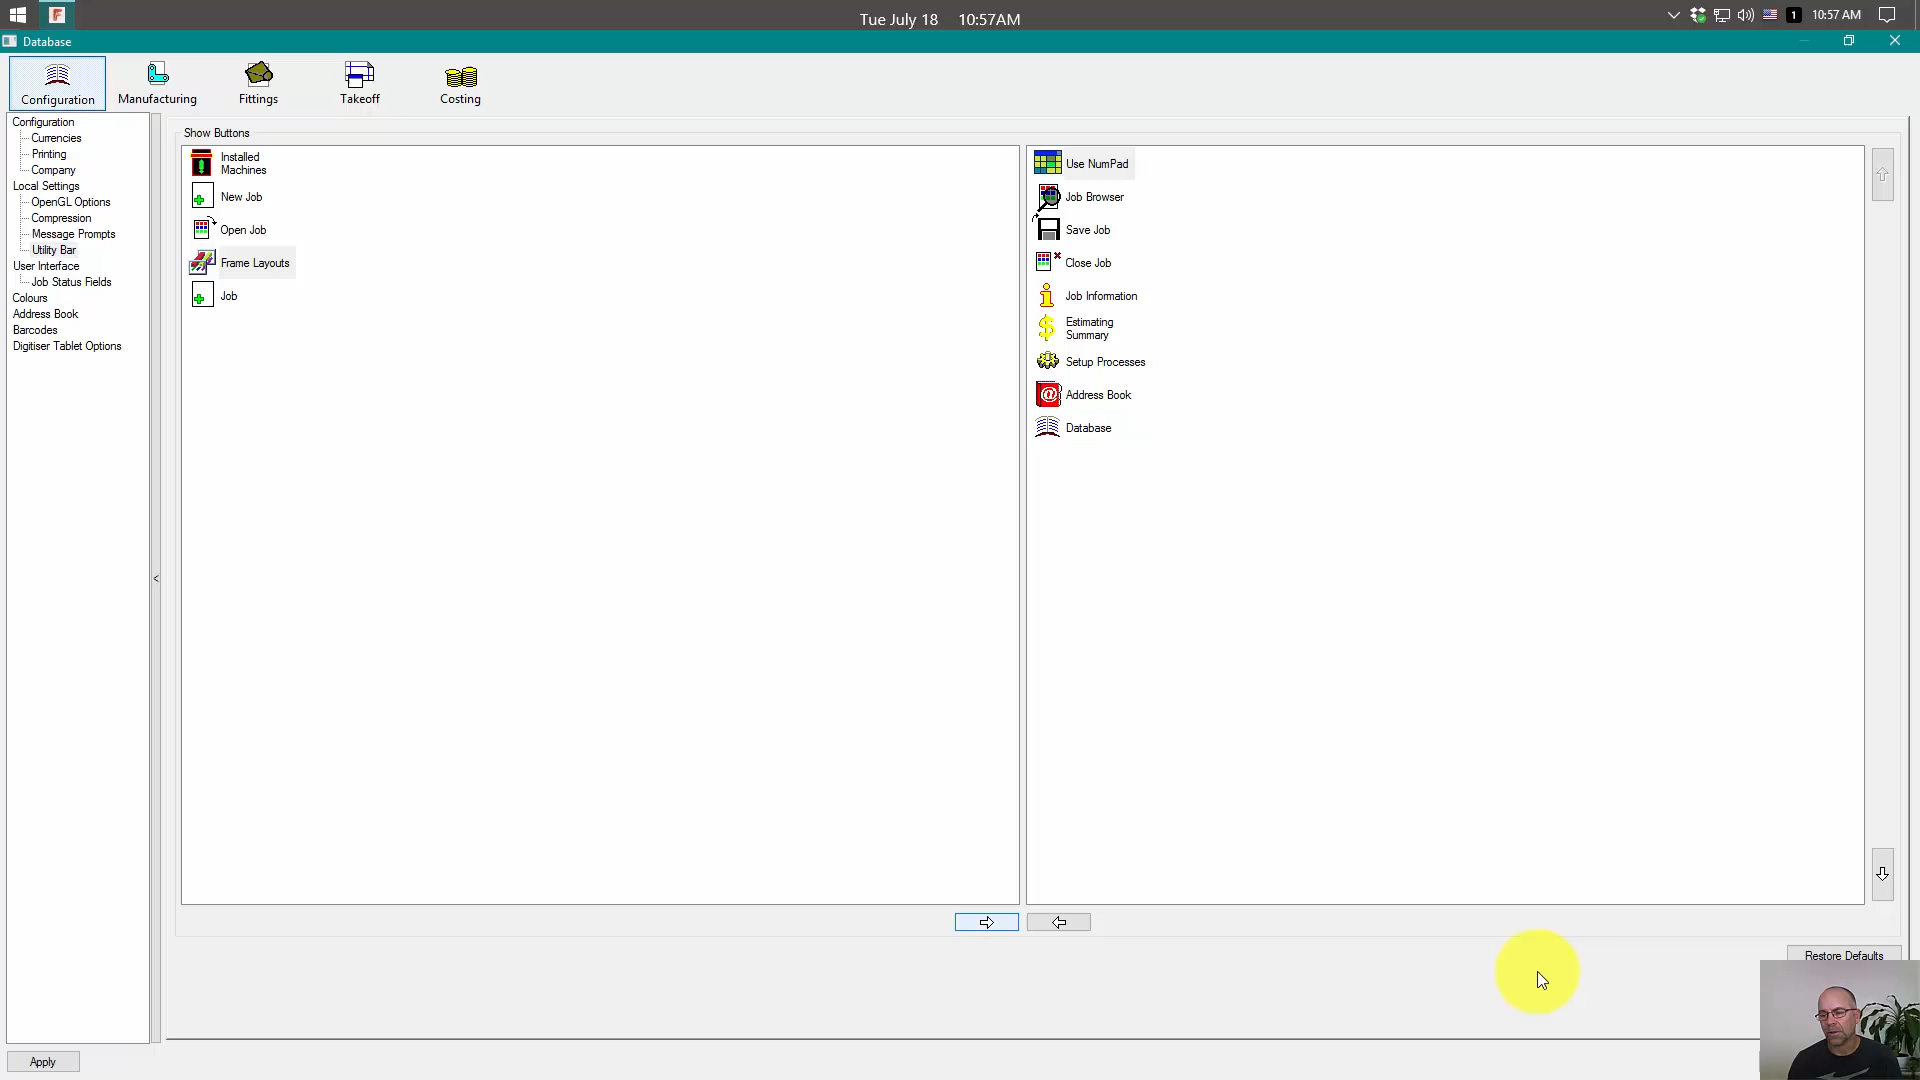 Tue July 18 10:57AM
1
10:57 AM
Database
Configuration
Manufacturing
Fittings
Takeoff
Costing
Configuration
Currencies
Printing
Company
Local Settings
OpenGL Options
Compression
Message Prompts
Utility Bar
User Interface
Job Status Fields
Colours
Address Book
Barcodes
Digitiser Tablet Options
<
Show Buttons
Installed
Machines
New Job
Open Job
Frame Layouts
Job
Use NumPad
Job Browser
Save Job
Close Job
Job Information
Estimating
Summary
Setup Processes
Address Book
Database
Restore Defaults
Apply